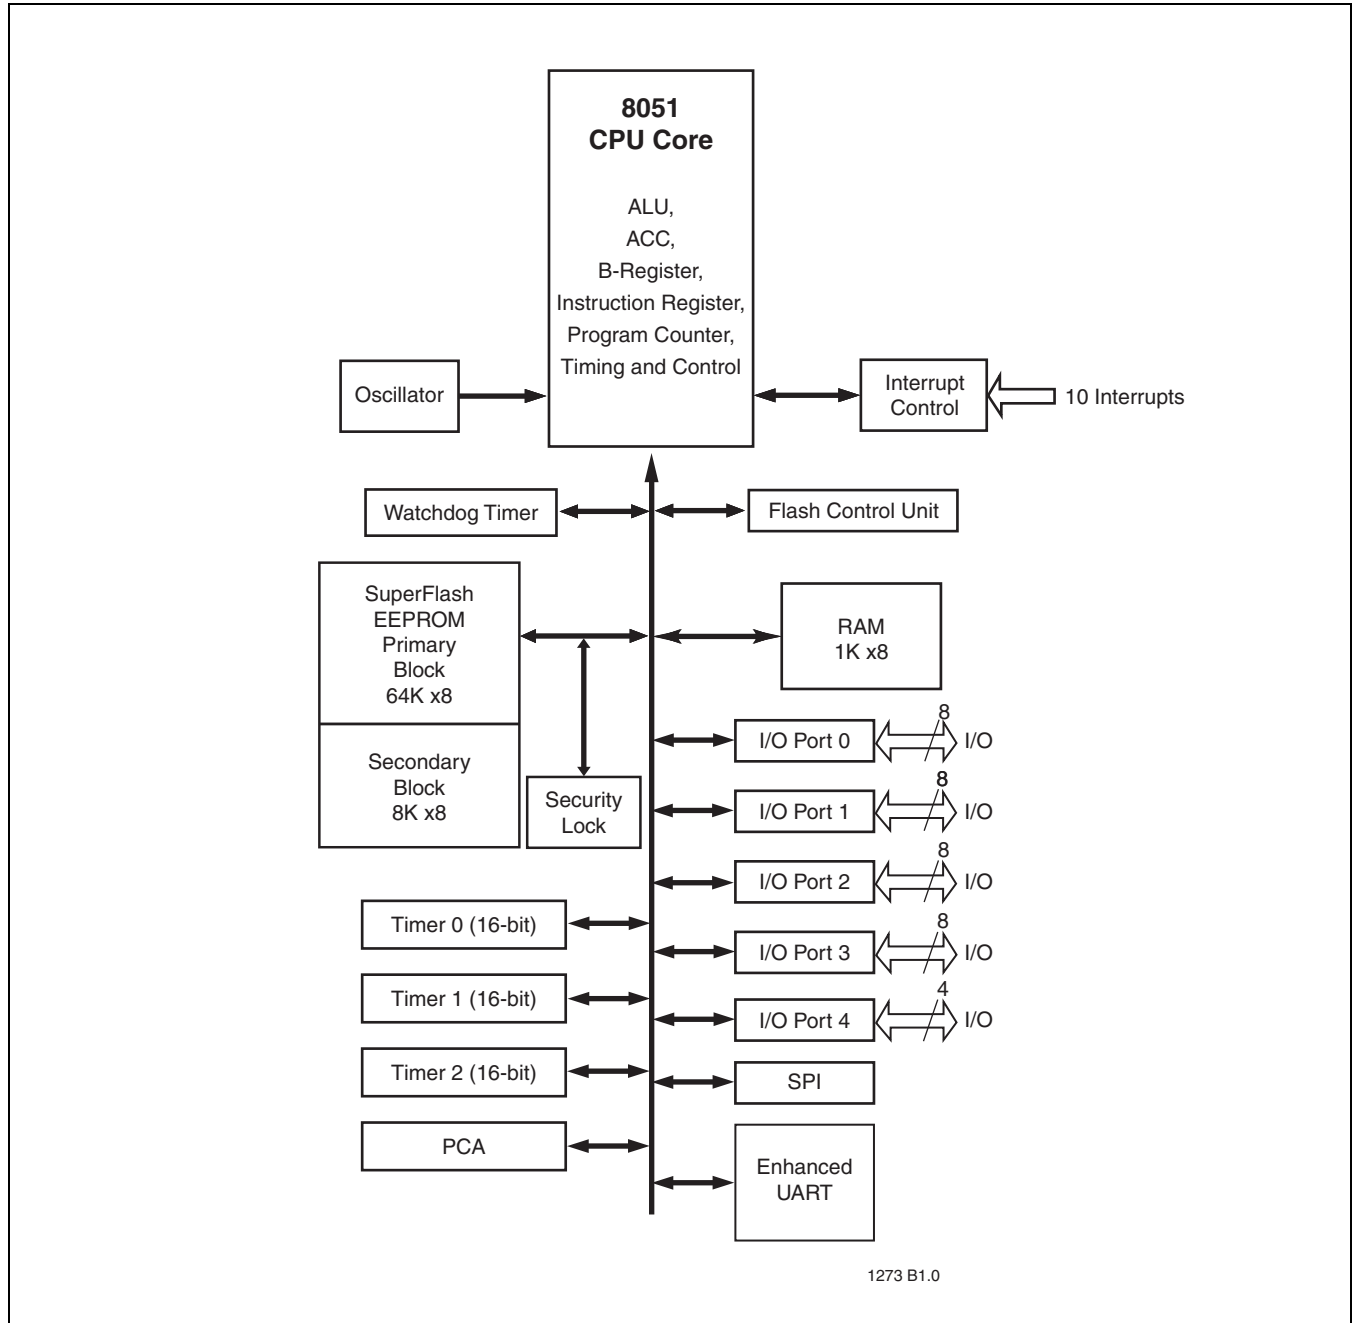 8051
CPU Core
ALU,
ACC,
B-Register,
Instruction Register,
Program Counter,
Timing and Control
Oscillator
Interrupt
Control
10 Interrupts
Watchdog Timer
Flash Control Unit
SuperFlash
EEPROM
Primary
Block
64K x8
Secondary
Block
8K x8
Security
Lock
RAM
1K x8
I/O Port 0
8
I/O
I/O Port 1
8
I/O
I/O Port 2
8
I/O
I/O Port 3
8
I/O
I/O Port 4
4
I/O
Timer 0 (16-bit)
Timer 1 (16-bit)
Timer 2 (16-bit)
PCA
SPI
Enhanced
UART
1273 B1.0